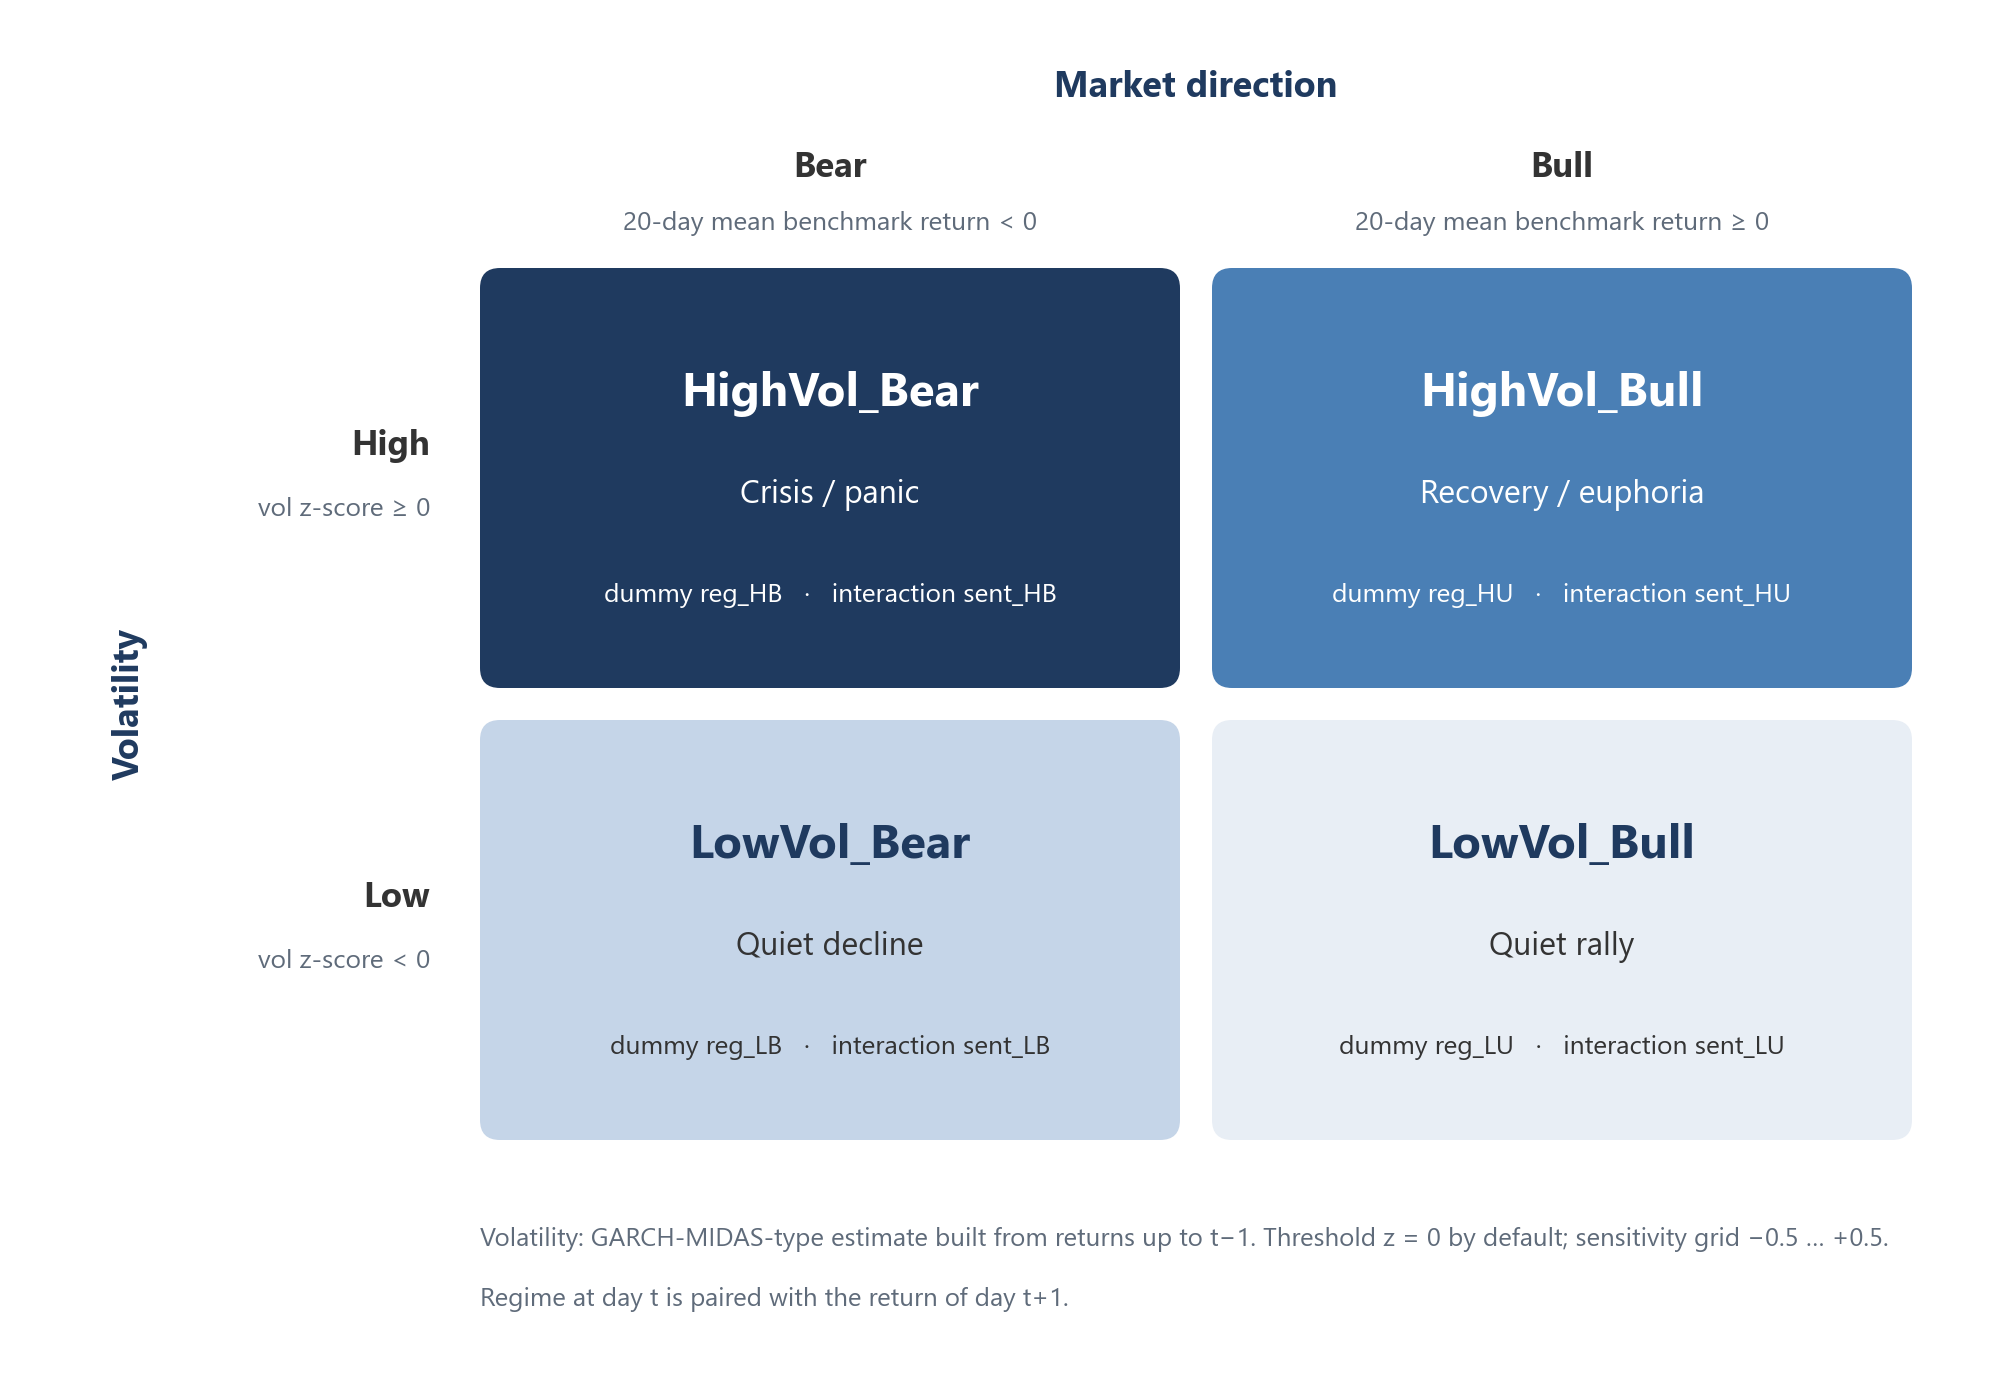 Market direction
Bear
Bull
20-day mean benchmark return < 0
20-day mean benchmark return ≥ 0
Volatility
High
vol z-score ≥ 0
HighVol_Bear
Crisis / panic
dummy reg_HB · interaction sent_HB
HighVol_Bull
Recovery / euphoria
dummy reg_HU · interaction sent_HU
Low
vol z-score < 0
LowVol_Bear
Quiet decline
dummy reg_LB · interaction sent_LB
LowVol_Bull
Quiet rally
dummy reg_LU · interaction sent_LU
Volatility: GARCH-MIDAS-type estimate built from returns up to t−1. Threshold z = 0 by default; sensitivity grid −0.5 … +0.5.
Regime at day t is paired with the return of day t+1.